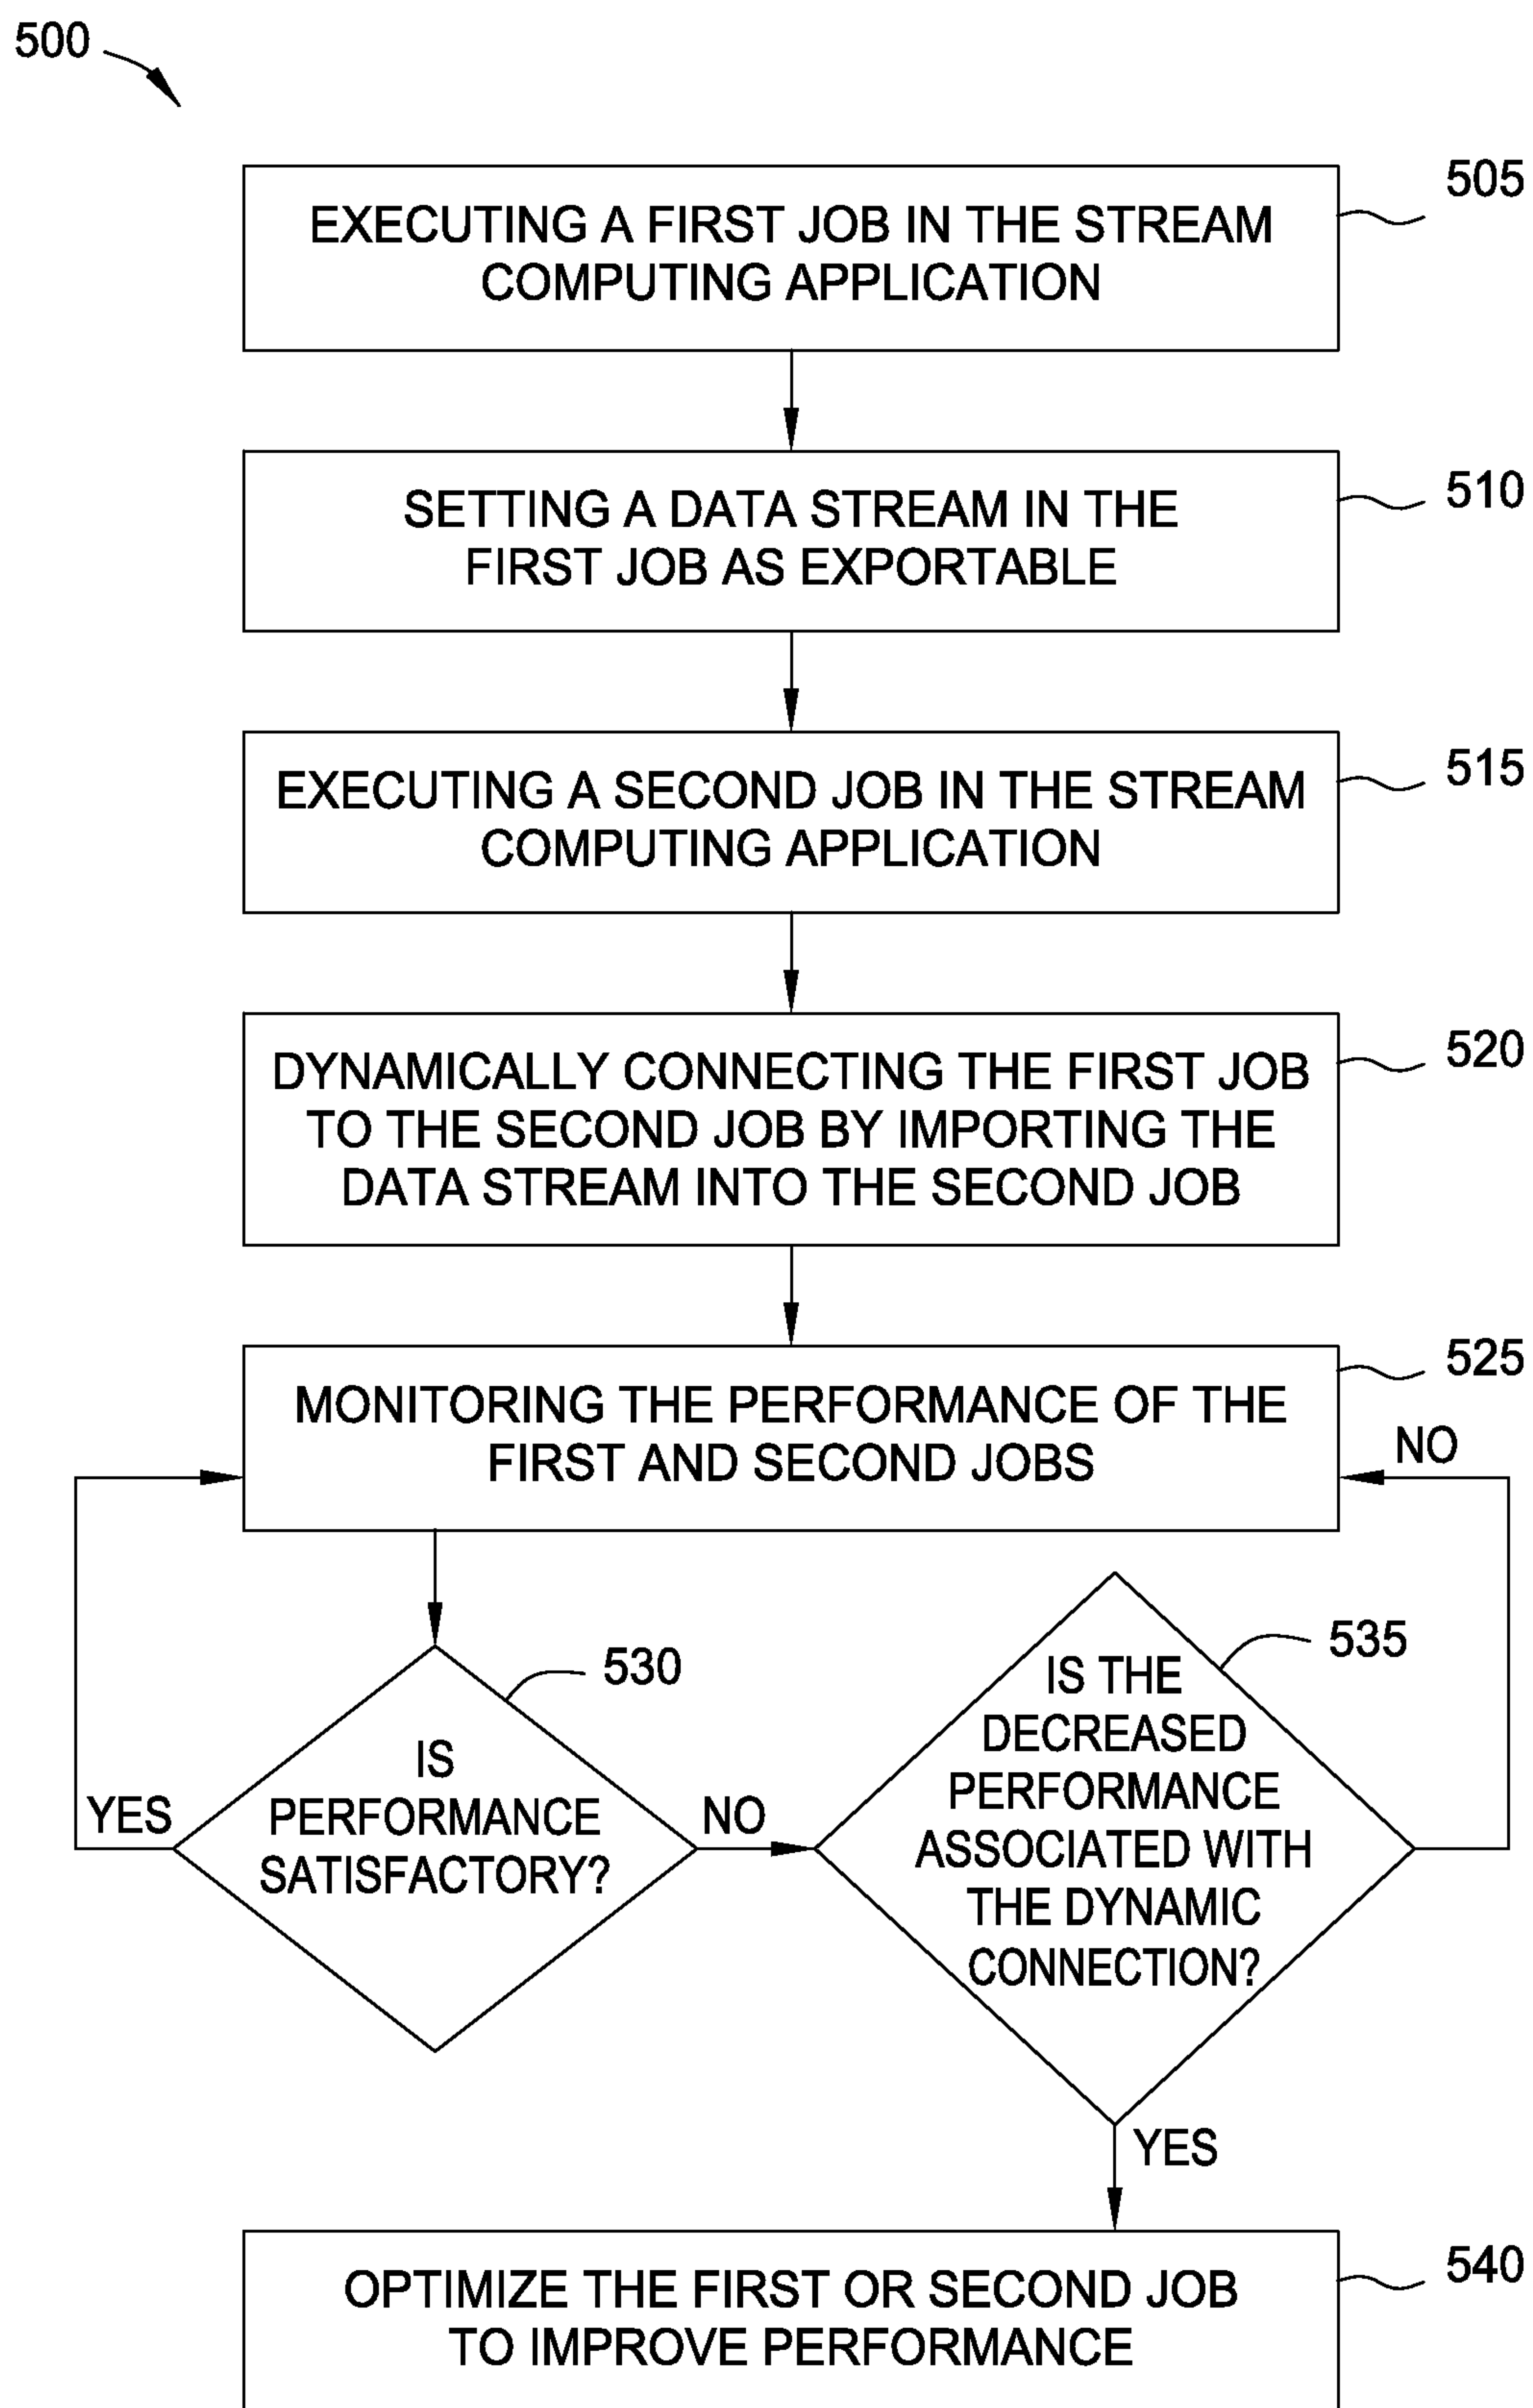 500
505
EXECUTING A FIRST JOB IN THE STREAM
COMPUTING APPLICATION
510
SETTING A DATA STREAM IN THE
FIRST JOB AS EXPORTABLE
515
EXECUTING A SECOND JOB IN THE STREAM
COMPUTING APPLICATION
520
DYNAMICALLY CONNECTING THE FIRST JOB
TO THE SECOND JOB BY IMPORTING THE
DATA STREAM INTO THE SECOND JOB
525
MONITORING THE PERFORMANCE OF THE
FIRST AND SECOND JOBS
NO
530
IS
PERFORMANCE
SATISFACTORY?
YES
NO
535
IS THE
DECREASED
PERFORMANCE
ASSOCIATED WITH
THE DYNAMIC
CONNECTION?
YES
540
OPTIMIZE THE FIRST OR SECOND JOB
TO IMPROVE PERFORMANCE